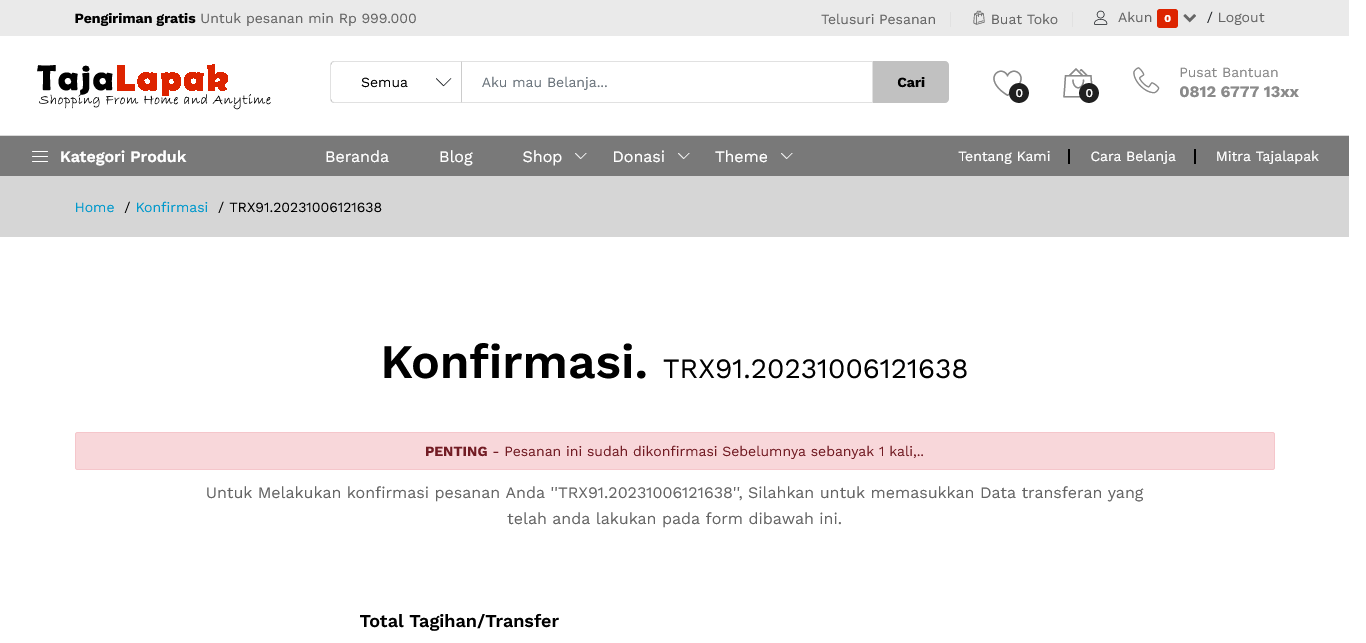 Pengiriman gratis Untuk pesanan min Rp 999.000
Telusuri Pesanan
Buat Toko
Akun 0 / Logout
TajaLapak
Shopping From Home and Anytime
Semua
Aku mau Belanja...
Cari
0
0
Pusat Bantuan
0812 6777 13xx
Kategori Produk
Beranda
Blog
Shop
Donasi
Theme
Tentang Kami
Cara Belanja
Mitra Tajalapak
Home / Konfirmasi / TRX91.20231006121638
Konfirmasi. TRX91.20231006121638
PENTING - Pesanan ini sudah dikonfirmasi Sebelumnya sebanyak 1 kali,..
Untuk Melakukan konfirmasi pesanan Anda ''TRX91.20231006121638'', Silahkan untuk memasukkan Data transferan yang
telah anda lakukan pada form dibawah ini.
Total Tagihan/Transfer